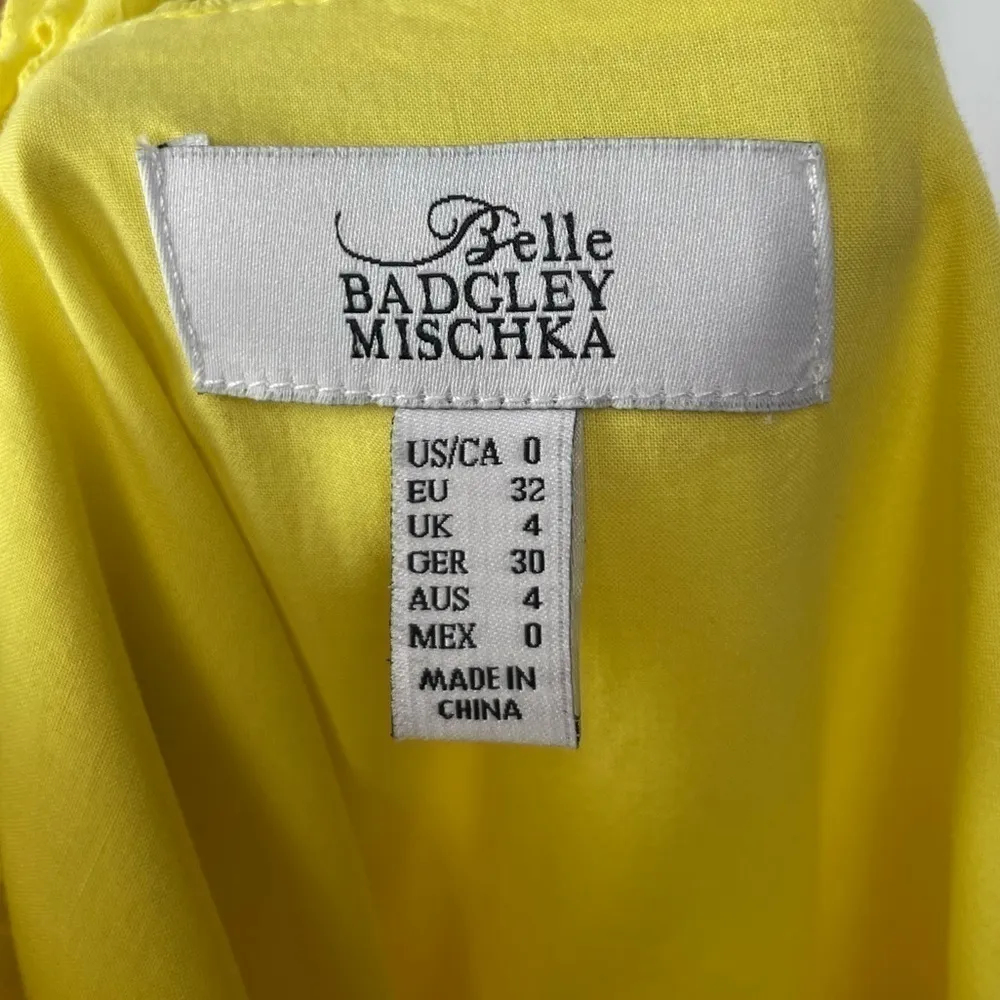 Belle
BADGLEY
MISCHKA
US/CA 0
EU 32
UK 4
GER 30
AUS 4
MEX 0
MADE IN
CHINA